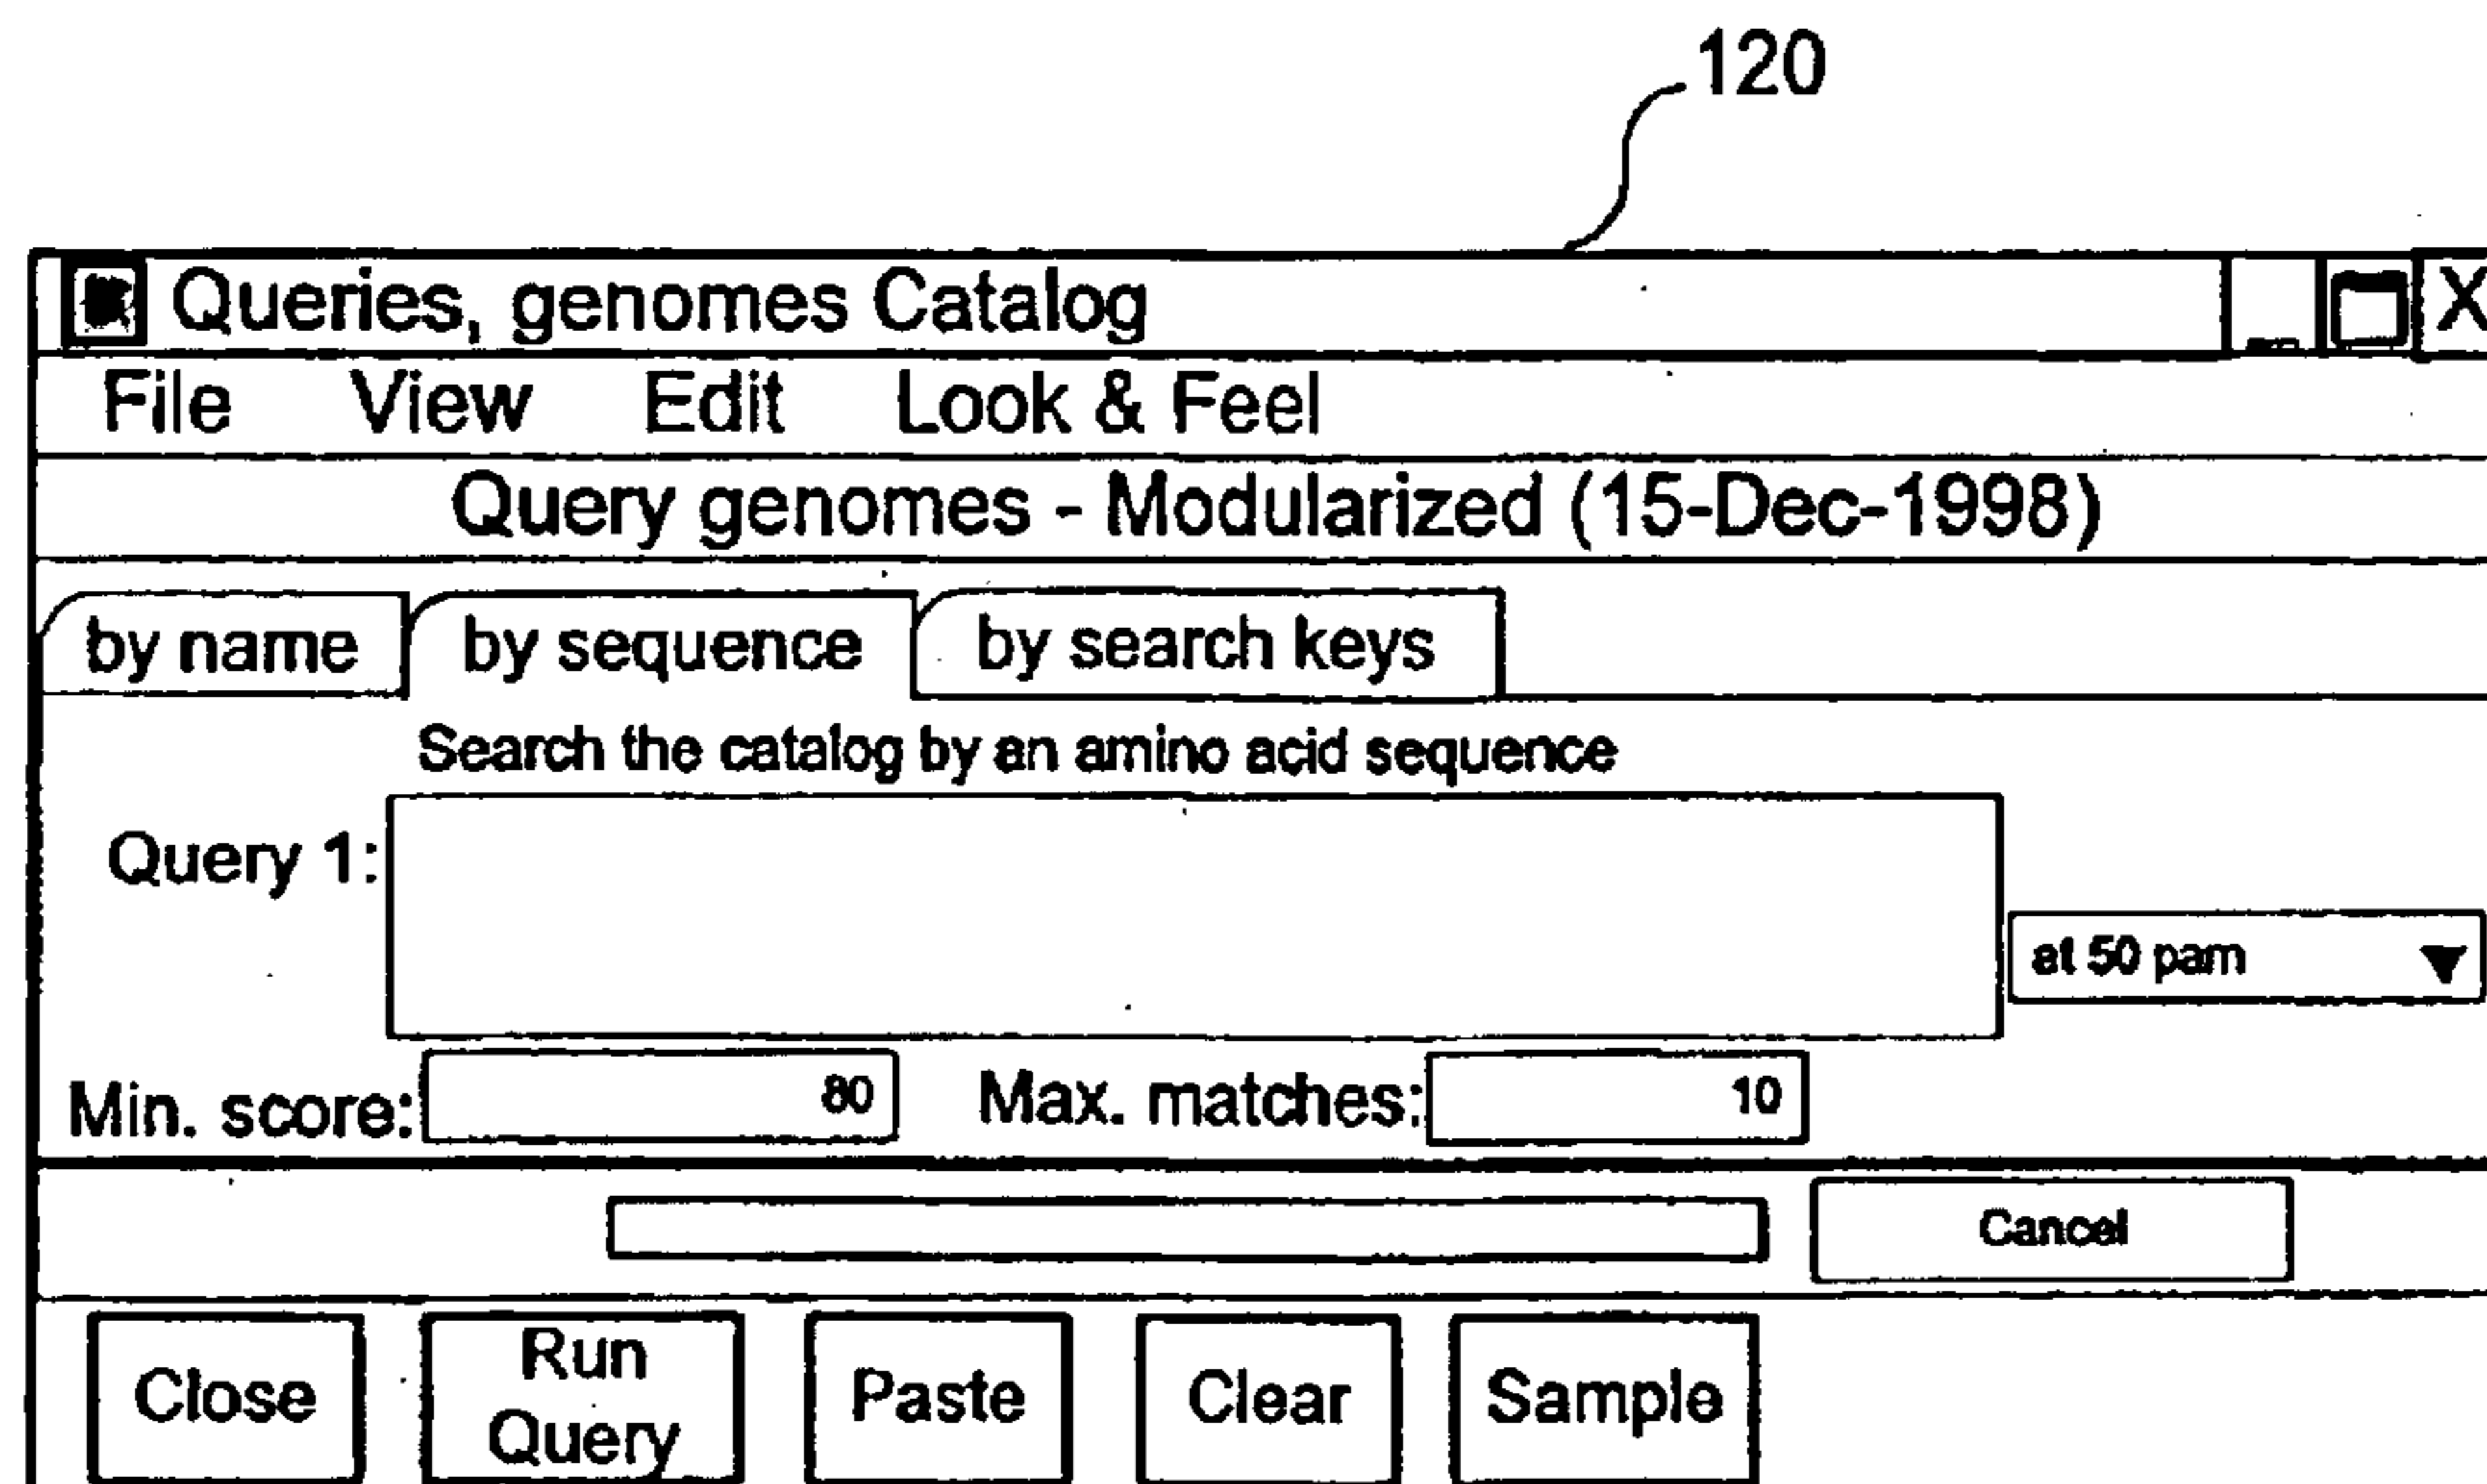 120
Queries, genomes Catalog X
File View Edit Look & Feel
Query genomes - Modularized (15-Dec-1998)
by name by sequence by search keys
Search the catalog by an amino acid sequence
Query 1:
at 50 pam
Min. score: 80 Max. matches: 10
Cancel
Close Run Query Paste Clear Sample